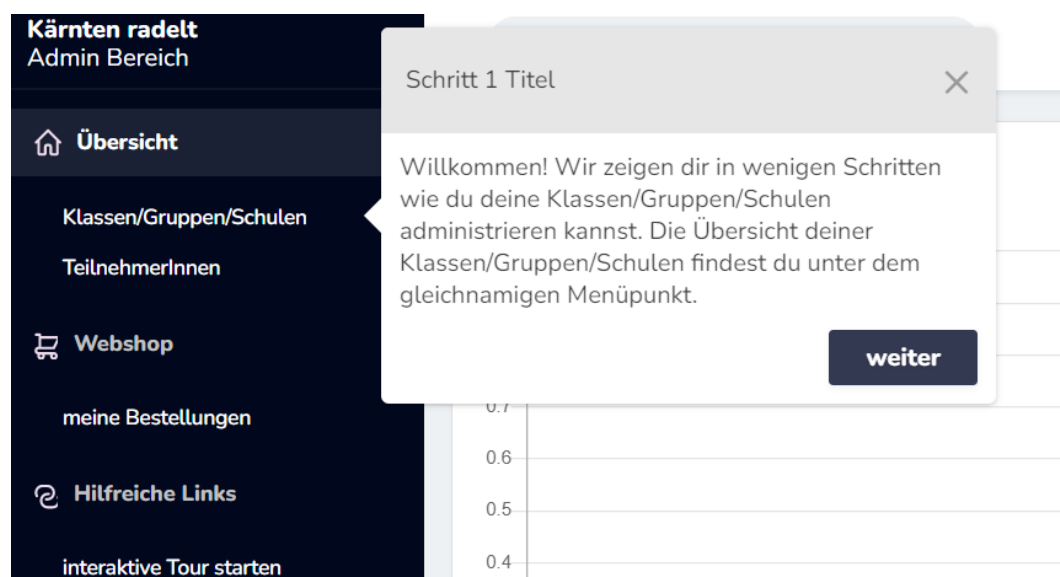 Kärnten radelt
Admin Bereich
Übersicht
Klassen/Gruppen/Schulen
TeilnehmerInnen
Webshop
meine Bestellungen
Hilfreiche Links
interaktive Tour starten
Schritt 1 Titel
Willkommen! Wir zeigen dir in wenigen Schritten
wie du deine Klassen/Gruppen/Schulen
administrieren kannst. Die Übersicht deiner
Klassen/Gruppen/Schulen findest du unter dem
gleichnamigen Menüpunkt.
weiter
0.7
0.6
0.5
0.4